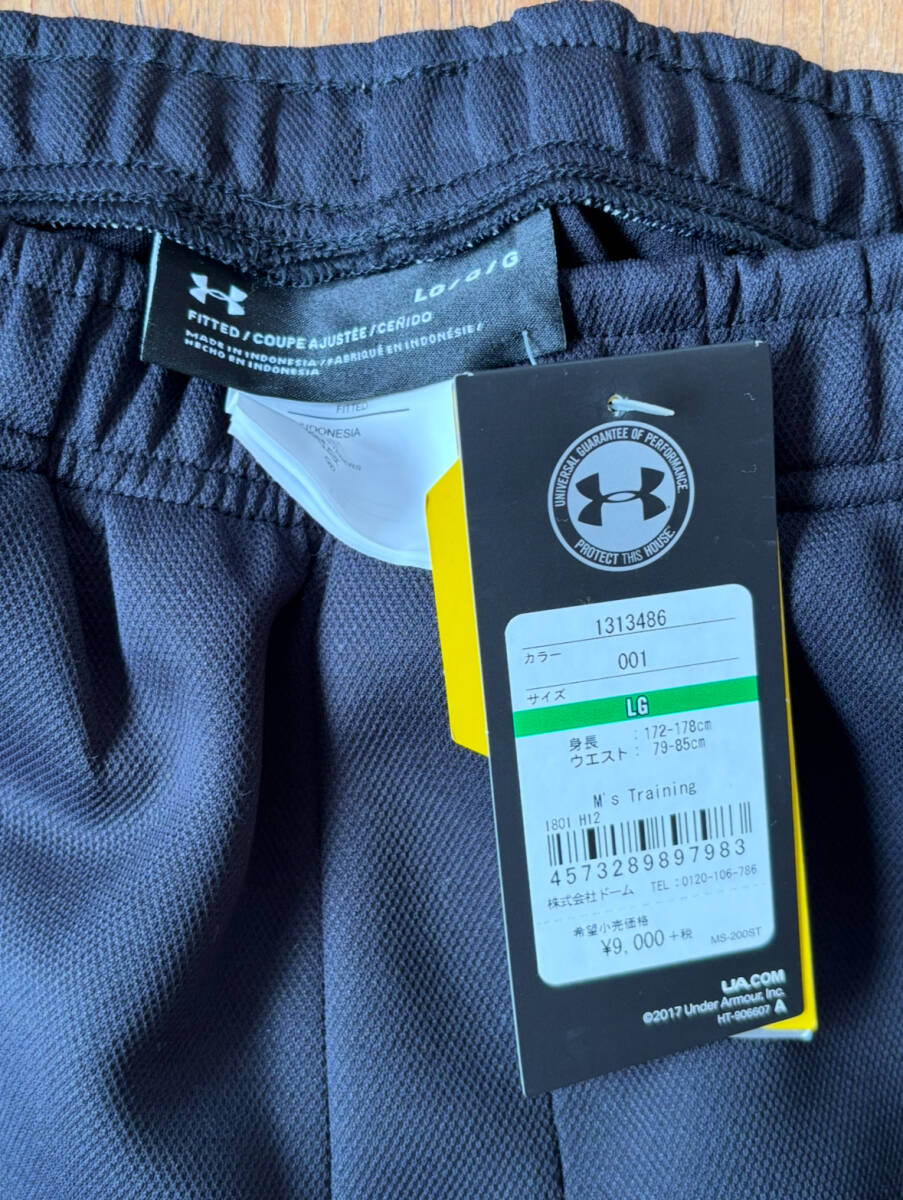 LG/G/G
FITTED/COUPE AJUSTÉE/CEÑIDO
MADE IN INDONESIA/FABRIQUÉ EN INDONÉSIE/
HECHO EN INDONESIA
FITTED
UNIVERSAL GUARANTEE OF PERFORMANCE
PROTECT THIS HOUSE
1313486
カラー 001
サイズ
LG
身長 : 172-178cm
ウエスト : 79-85cm
M's Training
1801 H12
4573289897983
株式会社ドーム TEL:0120-106-786
希望小売価格
¥9,000+税 MS-200ST
UA.COM
©2017 Under Armour, Inc.
HT-906607 A